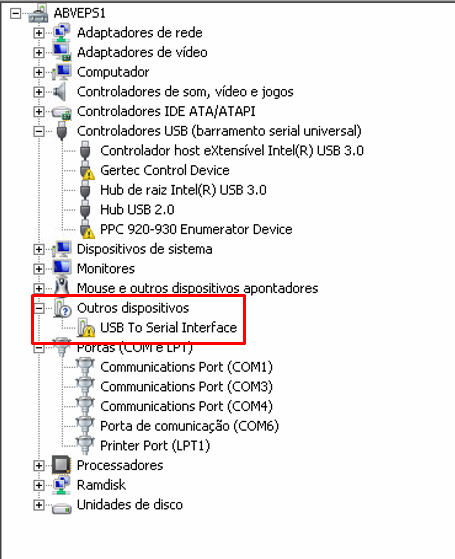 ABVEPS1
Adaptadores de rede
Adaptadores de vídeo
Computador
Controladores de som, vídeo e jogos
Controladores IDE ATA/ATAPI
Controladores USB (barramento serial universal)
Controlador host eXtensível Intel(R) USB 3.0
Gertec Control Device
Hub de raiz Intel(R) USB 3.0
Hub USB 2.0
PPC 920-930 Enumerator Device
Dispositivos de sistema
Monitores
Mouse e outros dispositivos apontadores
Outros dispositivos
USB To Serial Interface
Portas (COM e LPT)
Communications Port (COM1)
Communications Port (COM3)
Communications Port (COM4)
Porta de comunicação (COM6)
Printer Port (LPT1)
Processadores
Ramdisk
Unidades de disco